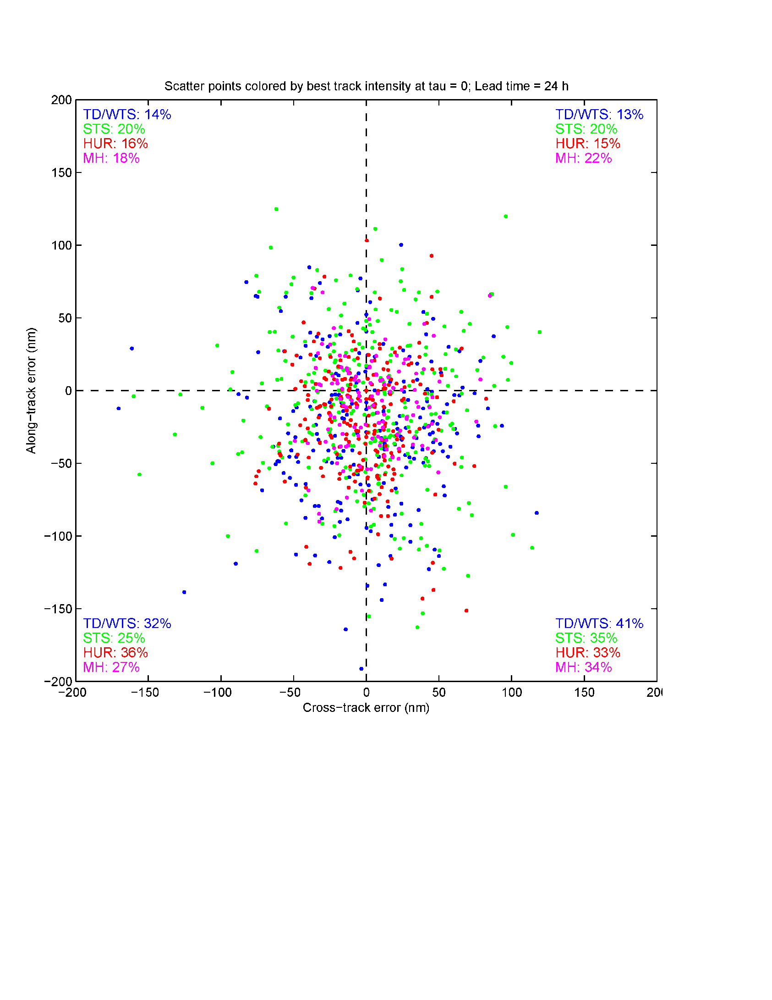 Scatter points colored by best track intensity at tau = 0; Lead time = 24 h
200
TD/WTS: 14%
STS: 20%
HUR: 16%
MH: 18%
TD/WTS: 13%
STS: 20%
HUR: 15%
MH: 22%
150
100
50
0
−50
−100
−150
−200
Along−track error (nm)
TD/WTS: 32%
STS: 25%
HUR: 36%
MH: 27%
TD/WTS: 41%
STS: 35%
HUR: 33%
MH: 34%
−200 −150 −100 −50 0 50 100 150 200
Cross−track error (nm)